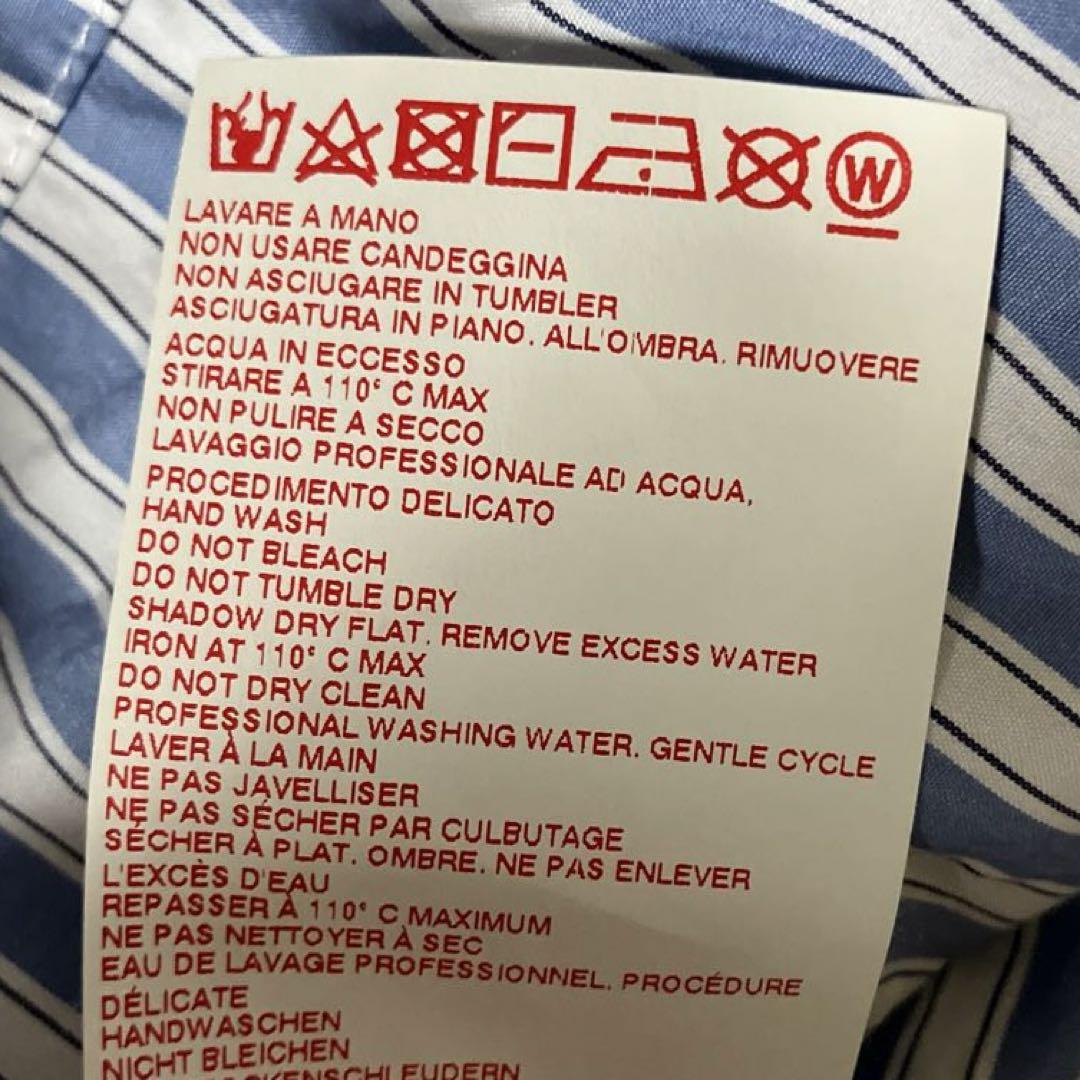 W
LAVARE A MANO
NON USARE CANDEGGINA
NON ASCIUGARE IN TUMBLER
ASCIUGATURA IN PIANO. ALL'OMBRA. RIMUOVERE
ACQUA IN ECCESSO
STIRARE A 110° C MAX
NON PULIRE A SECCO
LAVAGGIO PROFESSIONALE AD ACQUA,
PROCEDIMENTO DELICATO
HAND WASH
DO NOT BLEACH
DO NOT TUMBLE DRY
SHADOW DRY FLAT. REMOVE EXCESS WATER
IRON AT 110° C MAX
DO NOT DRY CLEAN
PROFESSIONAL WASHING WATER. GENTLE CYCLE
LAVER À LA MAIN
NE PAS JAVELLISER
NE PAS SÉCHER PAR CULBUTAGE
SÉCHER À PLAT. OMBRE. NE PAS ENLEVER
L'EXCÈS D'EAU
REPASSER À 110° C MAXIMUM
NE PAS NETTOYER À SEC
EAU DE LAVAGE PROFESSIONNEL. PROCÉDURE
DÉLICATE
HANDWASCHEN
NICHT BLEICHEN